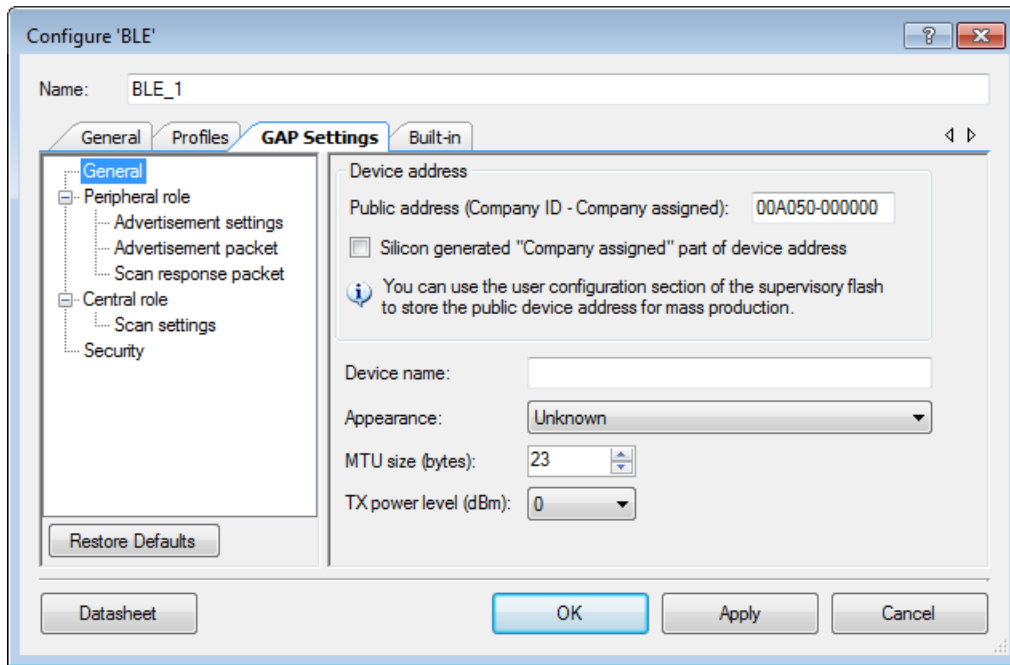 Configure 'BLE'
Name: BLE_1
General Profiles GAP Settings Built-in
General
Peripheral role
Advertisement settings
Advertisement packet
Scan response packet
Central role
Scan settings
Security
Restore Defaults
Device address
Public address (Company ID - Company assigned): 00A050-000000
Silicon generated "Company assigned" part of device address
You can use the user configuration section of the supervisory flash
to store the public device address for mass production.
Device name:
Appearance: Unknown
MTU size (bytes): 23
TX power level (dBm): 0
Datasheet OK Apply Cancel